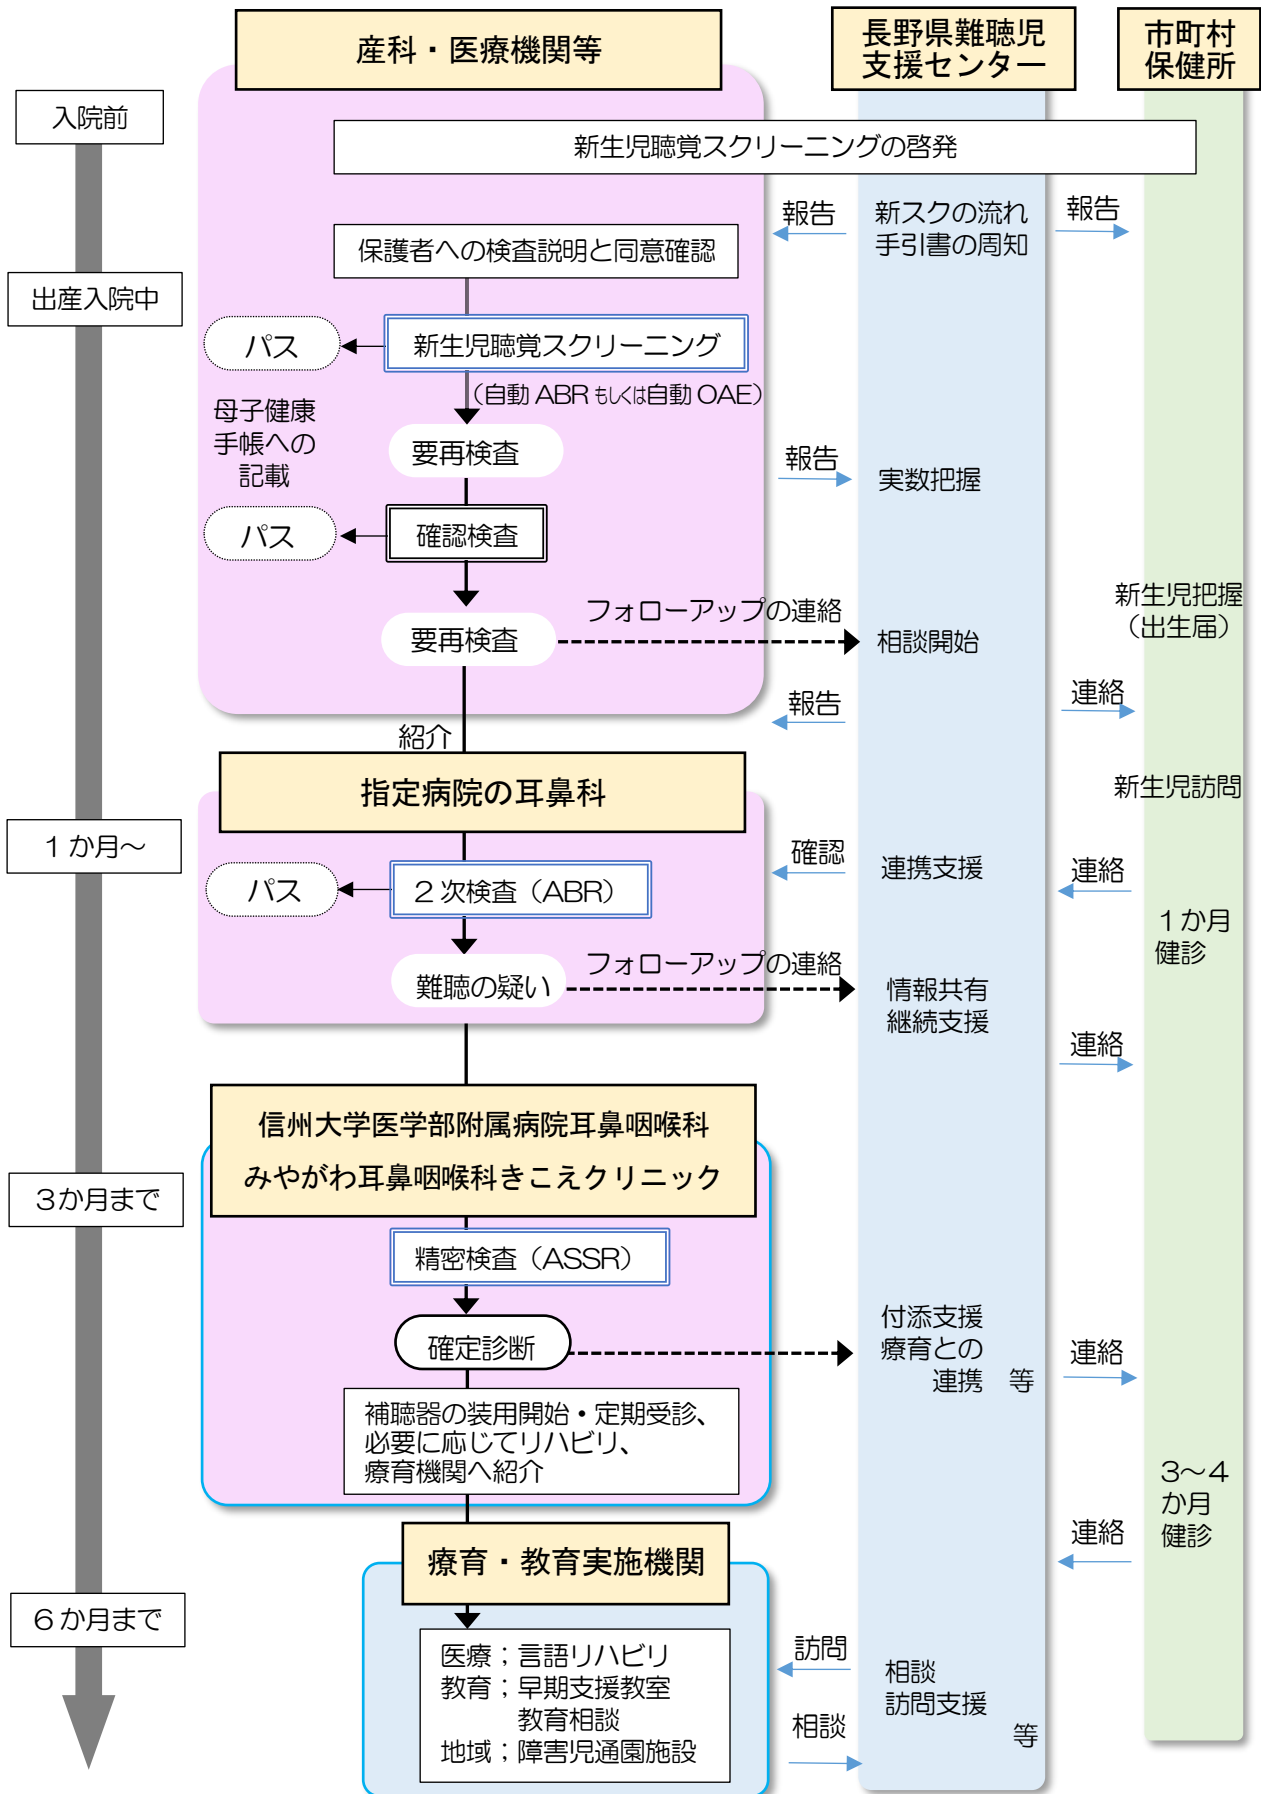 産科・医療機関等
長野県難聴児
支援センター
市町村
保健所
入院前
新生児聴覚スクリーニングの啓発
報告
新スクの流れ
手引書の周知
報告
保護者への検査説明と同意確認
出産入院中
パス
新生児聴覚スクリーニング
（自動 ABR もしくは自動 OAE）
母子健康
手帳への
記載
要再検査
報告
実数把握
パス
確認検査
新生児把握
（出生届）
フォローアップの連絡
要再検査
相談開始
連絡
報告
紹介
指定病院の耳鼻科
新生児訪問
１か月～
確認
連携支援
連絡
パス
２次検査（ABR）
１か月
健診
フォローアップの連絡
難聴の疑い
情報共有
継続支援
連絡
信州大学医学部附属病院耳鼻咽喉科
みやがわ耳鼻咽喉科きこえクリニック
３か月まで
精密検査（ASSR）
確定診断
付添支援
療育との
連携　等
連絡
補聴器の装用開始・定期受診、
必要に応じてリハビリ、
療育機関へ紹介
３～４
か月
健診
連絡
療育・教育実施機関
６か月まで
医療；言語リハビリ
教育；早期支援教室
教育相談
地域；障害児通園施設
訪問
相談
訪問支援
等
相談